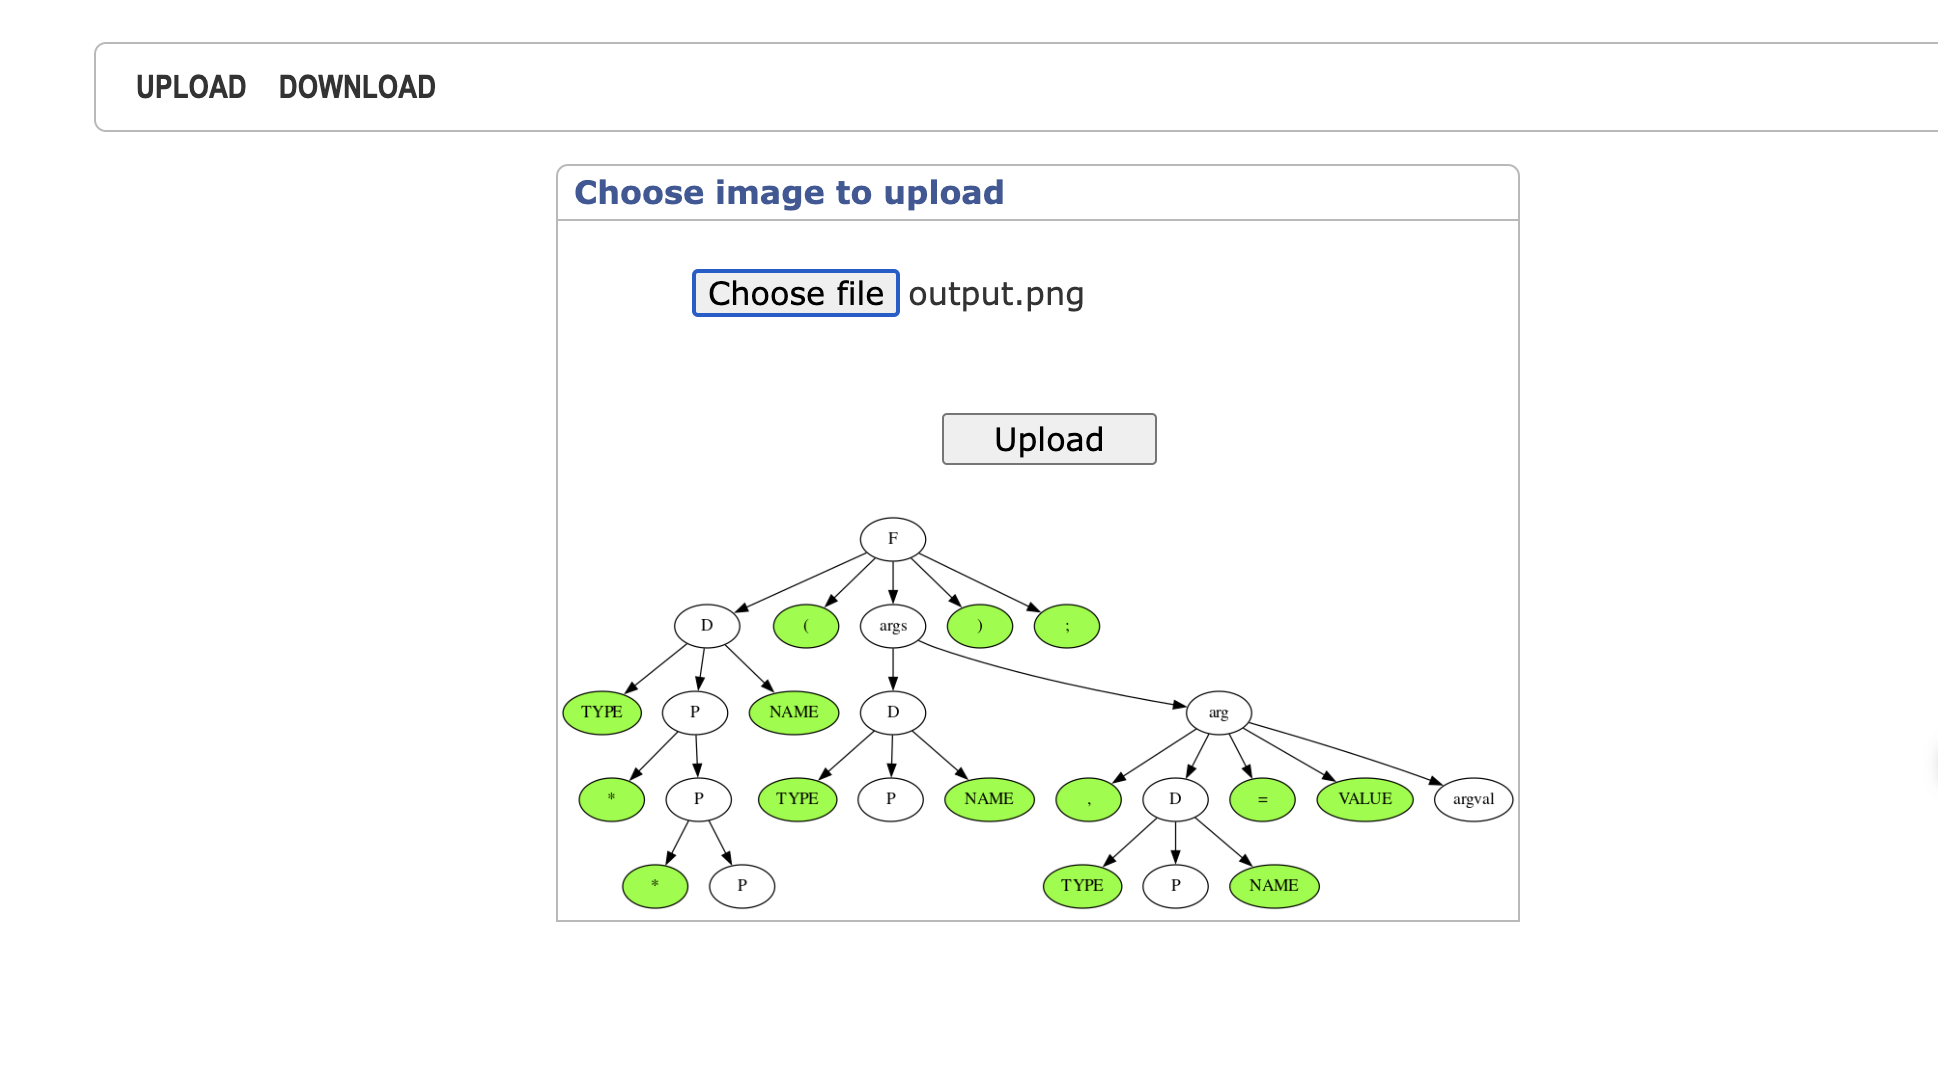 UPLOAD DOWNLOAD
Choose image to upload
Choose file output.png
Upload
F
D ( args ) ;
TYPE P NAME D arg
* P TYPE P NAME , D = VALUE argval
* P TYPE P NAME